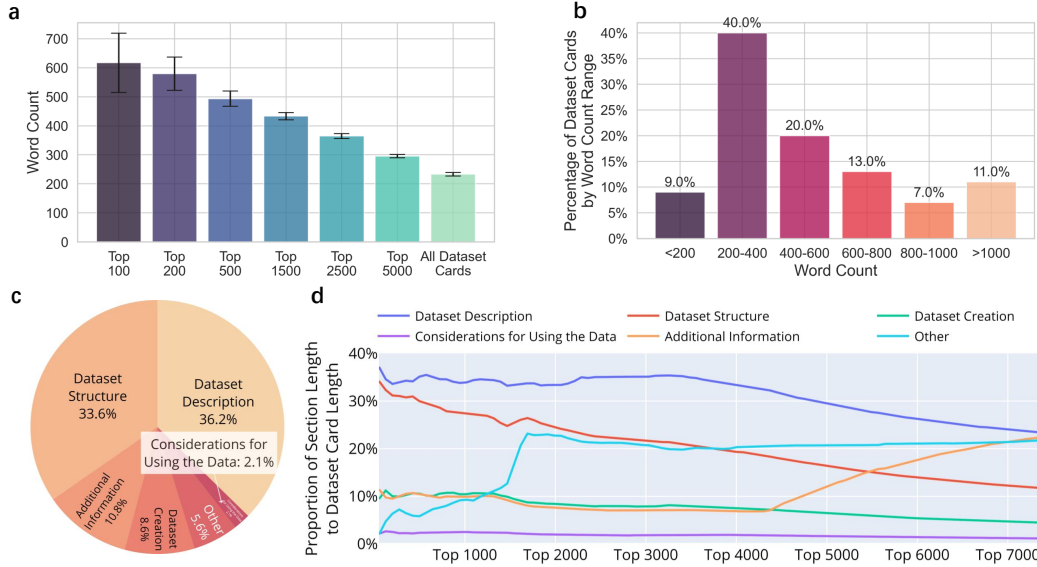 a
Word Count
700
600
500
400
300
200
100
0
Top
100
Top
200
Top
500
Top
1500
Top
2500
Top
5000
All Dataset
Cards
b
Percentage of Dataset Cards
by Word Count Range
40%
35%
30%
25%
20%
15%
10%
5%
0%
9.0%
40.0%
20.0%
13.0%
7.0%
11.0%
<200
200-400
400-600
600-800
800-1000
>1000
Word Count
c
Dataset
Structure
33.6%
Dataset
Description
36.2%
Considerations for
Using the Data: 2.1%
Additional
Information
10.8%
Dataset
Creation
8.6%
Other
5.6%
d
Dataset Description
Dataset Structure
Dataset Creation
Considerations for Using the Data
Additional Information
Other
Proportion of Section Length
to Dataset Card Length
40%
30%
20%
10%
0%
Top 1000
Top 2000
Top 3000
Top 4000
Top 5000
Top 6000
Top 7000